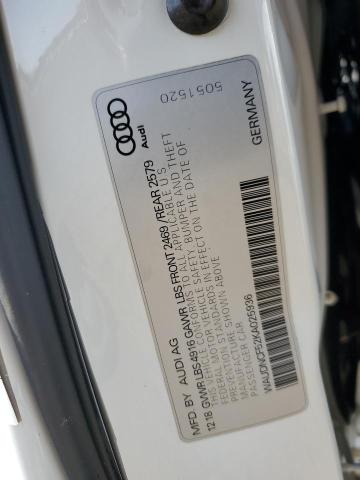 5051520
Audi
MFD. BY AUDI AG
12 18 GVWR LBS 4916 GAWR LBS FRONT 2469 /REAR 2579
THIS MOTOR VEHICLE CONFORMS TO ALL APPLICABLE U.S.
FEDERAL MOTOR VEHICLE SAFETY, BUMPER AND THEFT
PREVENTION STANDARDS IN EFFECT ON THE DATE OF
MANUFACTURE SHOWN ABOVE
PASSENGER CAR
WAUDNCF52KA025936
GERMANY